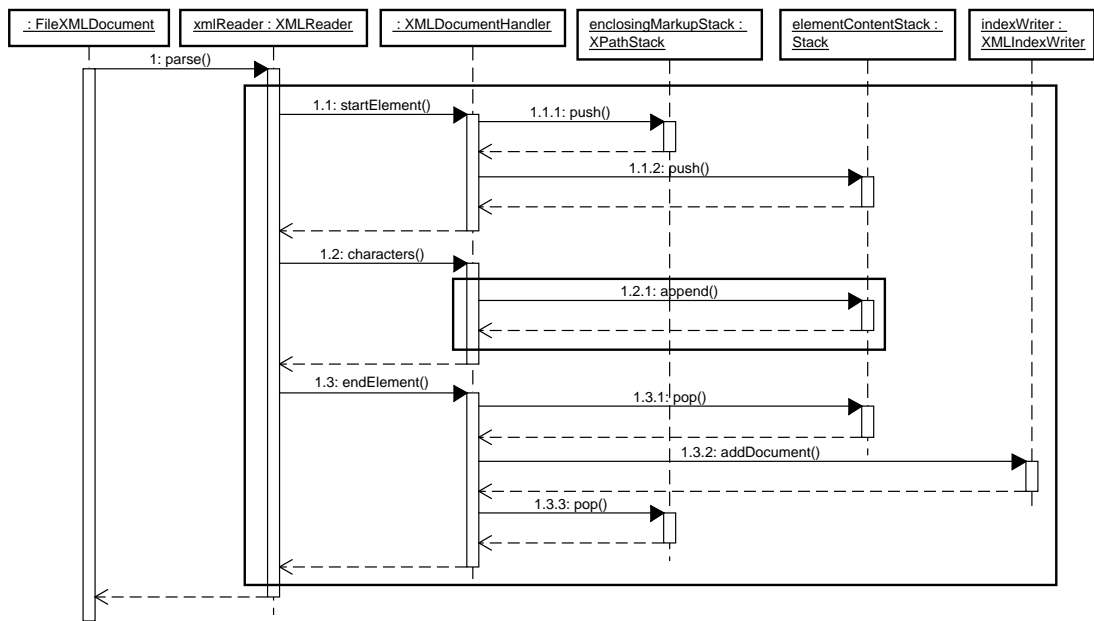 : FileXMLDocument
xmlReader : XMLReader
: XMLDocumentHandler
enclosingMarkupStack :
XPathStack
elementContentStack :
Stack
indexWriter :
XMLIndexWriter
1: parse()
1.1: startElement()
1.1.1: push()
1.1.2: push()
1.2: characters()
1.2.1: append()
1.3: endElement()
1.3.1: pop()
1.3.2: addDocument()
1.3.3: pop()